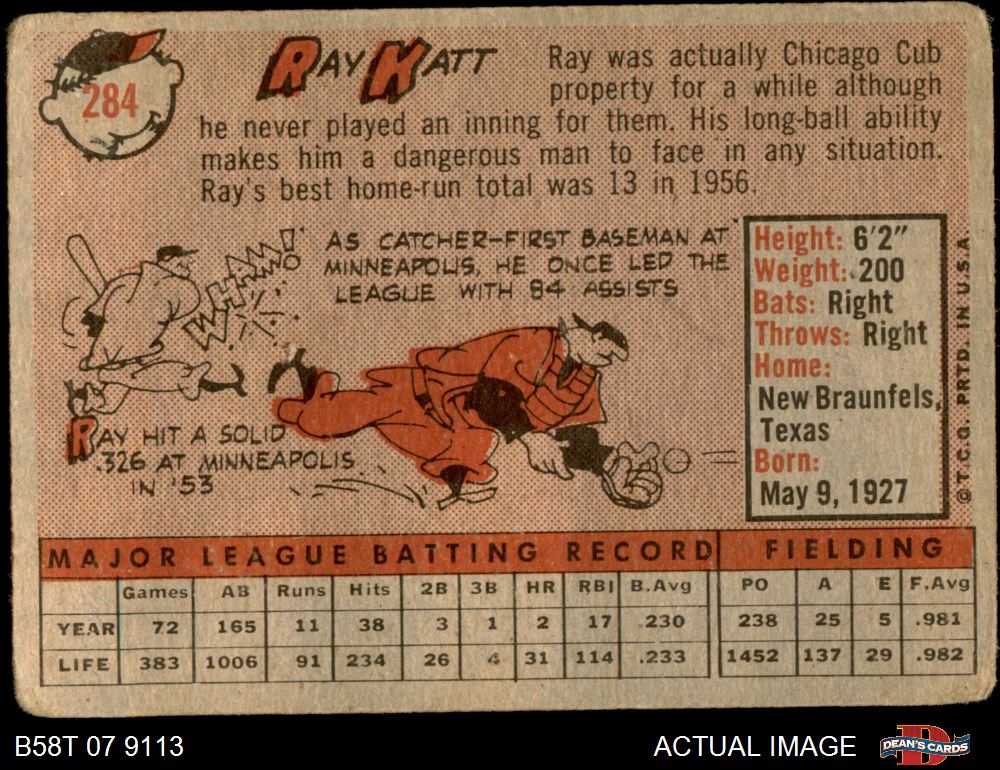 284
RAY KATT
Ray was actually Chicago Cub
property for a while although
he never played an inning for them. His long-ball ability
makes him a dangerous man to face in any situation.
Ray's best home-run total was 13 in 1956.
AS CATCHER-FIRST BASEMAN AT
MINNEAPOLIS, HE ONCE LED THE
LEAGUE WITH 84 ASSISTS
WHAM!
RAY HIT A SOLID
.326 AT MINNEAPOLIS
IN '53
Height: 6'2"
Weight: 200
Bats: Right
Throws: Right
Home:
New Braunfels,
Texas
Born:
May 9, 1927
© T.C.G. PRTD. IN U.S.A.
MAJOR LEAGUE BATTING RECORD FIELDING
Games AB Runs Hits 2B 3B HR RBI B.Avg PO A E F.Avg
YEAR 72 165 11 38 3 1 2 17 .230 238 25 5 .981
LIFE 383 1006 91 234 26 4 31 114 .233 1452 137 29 .982
B58T 07 9113 ACTUAL IMAGE DEAN'S CARDS